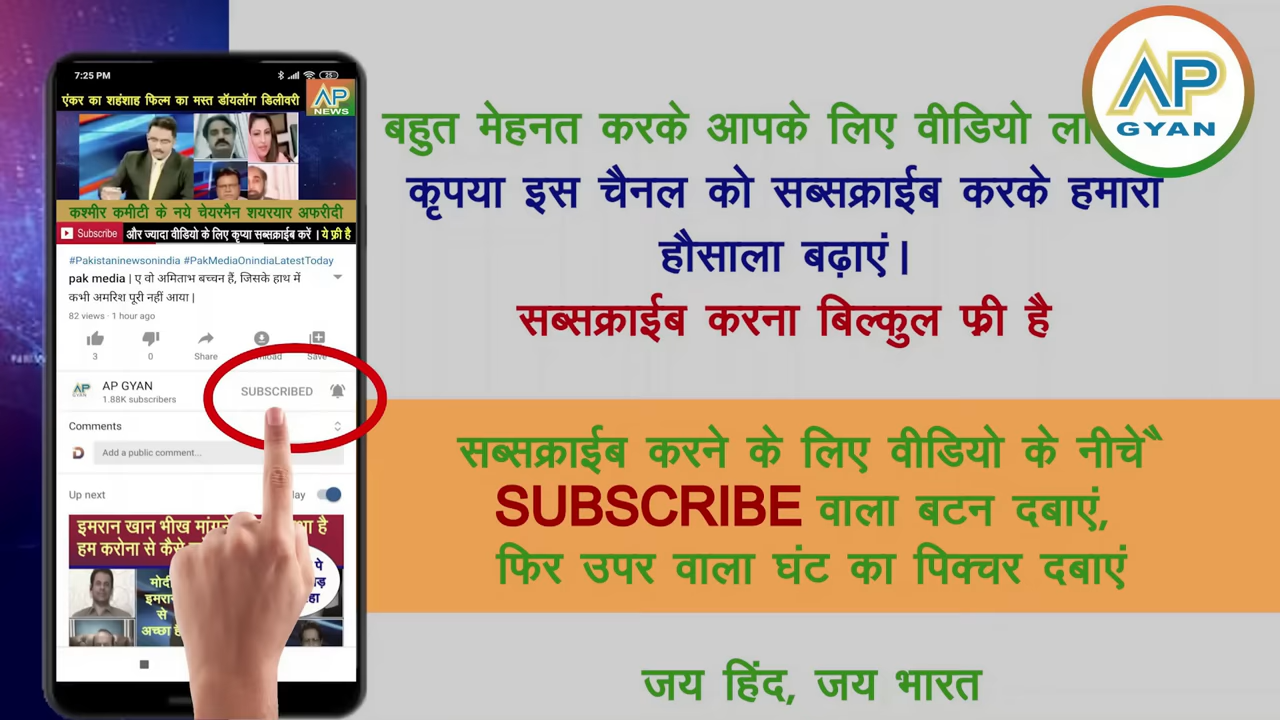 7:25 PM
25
एंकर का शहंशाह फिल्म का मस्त डॉयलॉग डिलीवरी
AP
NEWS
कश्मीर कमीटी के नये चेयरमैन शयरयार अफरीदी
Subscribe और ज्यादा वीडियो के लिए कृप्या सब्सक्राईब करें । ये फ्री है
#Pakistaninewsonindia #PakMediaOnindiaLatestToday
pak media | ए वो अमिताभ बच्चन हैं, जिसके हाथ में
कभी अमरिश पूरी नहीं आया |
82 views · 1 hour ago
3 0 Share Save
AP GYAN
1.88K subscribers
SUBSCRIBED
Comments
Add a public comment...
Up next
इमरान खान भीख मांगने है
हम करोना से कैसे
मोदी
से
अच्छा
AP
GYAN
बहुत मेहनत करके आपके लिए वीडियो
कृपया इस चैनल को सब्सक्राईब करके हमारा
हौसाला बढ़ाएं।
सब्सक्राईब करना बिल्कुल फ्री है
सब्सक्राईब करने के लिए वीडियो के नीचे
SUBSCRIBE वाला बटन दबाएं,
फिर उपर वाला घंट का पिक्चर दबाएं
जय हिंद, जय भारत